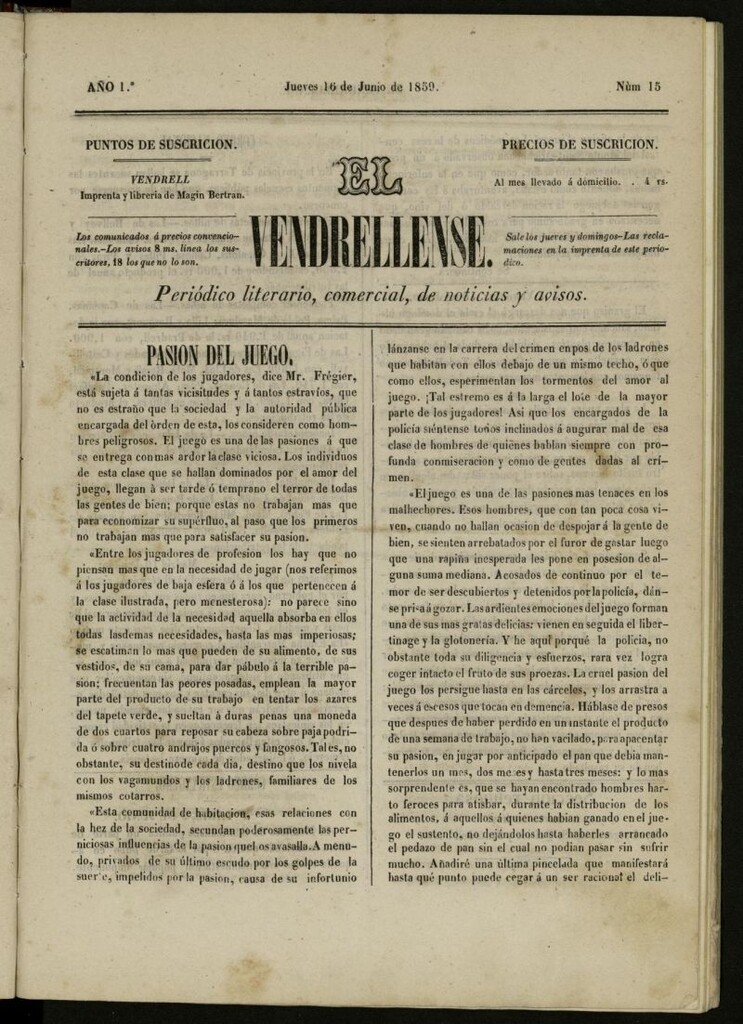 AÑO 1.º
Jueves 16 de Junio de 1859.
Nùm 15
PUNTOS DE SUSCRICION.
VENDRELL
Imprenta y libreria de Magin Bertran.
Los comunicados á precios convencio-
nales.-Los avisos 8 ms. linea los sus-
critores, 18 los que no lo son.
EL
VENDRELLENSE.
PRECIOS DE SUSCRICION.
Al mes llevado á dòmicilio. . 4 rs.
Sale los jueves y domingos-Las recla-
maciones en la imprenta de este perio-
dico.
Periódico literario, comercial, de noticias y avisos.
PASION DEL JUEGO.
«La condicion de los jugadores, dice Mr. Frégier,
está sujeta á tantas vicisitudes y á tantos estravíos, que
no es estraño que la sociedad y la autoridad pública
encargada del òrden de esta, los consideren como hom-
bres peligrosos. El juego es una de las pasiones á que
se entrega con mas ardor la clase viciosa. Los individuos
de esta clase que se hallan dominados por el amor del
juego, llegan à ser tarde ó temprano el terror de todas
las gentes de bien; porque estas no trabajan mas que
para economizar su supérfluo, al paso que los primeros
no trabajan mas que para satisfacer su pasion.
«Entre los jugadores de profesion los hay que no
piensan mas que en la necesidad de jugar (nos referimos
á los jugadores de baja esfera ó á los que pertenecen á
la clase ilustrada, pero menesterosa): no parece sino
que la actividad de la necesidad aquella absorba en ellos
todas lasdemas necesidades, hasta las mas imperiosas;
se escatiman lo mas que pueden de su alimento, de sus
vestidos, de su cama, para dar pábelo á la terrible pa-
sion; frecuentan las peores posadas, emplean la mayor
parte del producto de su trabajo en tentar los azares
del tapete verde, y sueltan à duras penas una moneda
de dos cuartos para reposar su cabeza sobre paja podri-
da ó sobre cuatro andrajos puercos y fangosos. Tales, no
obstante, su destinode cada dia, destino que los nivela
con los vagamundos y los ladrones, familiares de los
mismos cotarros.
«Esta comunidad de habitacion, esas relaciones con
la hez de la sociedad, secundan poderosamente las per-
niciosas influencias de la pasion quel os avasalla. A menu-
do, privados de su último escudo por los golpes de la
suerte, impelidos por la pasion, causa de su infortunio
lánzanse en la carrera del crimen enpos de los ladrones
que habitan con ellos debajo de un mismo techo, ó que
como ellos, esperimentan los tormentos del amor al
juego. ¡Tal estremo es á la larga el lote de la mayor
parte de los jugadores! Asi que los encargados de la
policía siéntense todos inclinados á augurar mal de esa
clase de hombres de quiénes hablan siempre con pro-
funda conmiseracion y como de gentes dadas al crí-
men.
«El juego es una de las pasiones mas tenaces en los
malhechores. Esos hombres, que con tan poca cosa vi-
ven, cuando no hallan ocasion de despojar á la gente de
bien, se sienten arrebatados por el furor de gastar luego
que una rapiña inesperada les pone en posesion de al-
guna suma mediana. Acosados de continuo por el te-
mor de ser descubiertos y detenidos por la policía, dán-
se prisa á gozar. Las ardientes emociones del juego forman
una de sus mas gratas delicias: vienen en seguida el liber-
tinage y la glotonería. Y he aquí porqué la policia, no
obstante toda su diligencia y esfuerzos, rara vez logra
coger intacto el fruto de sus proezas. La cruel pasion del
juego los persigue hasta en las cárceles, y los arrastra a
veces á escesos que tocan en demencia. Háblase de presos
que despues de haber perdido en un instante el producto
de una semana de trabajo, no han vacilado, para apacentar
su pasion, en jugar por anticipado el pan que debia man-
tenerlos un mes, dos meses y hasta tres meses: y lo mas
sorprendente es, que se hayan encontrado hombres har-
to feroces para atisbar, durante la distribucion de los
alimentos, á aquellos á quienes habian ganado en el jue-
go el sustento, no dejándolos hasta haberles arrancado
el pedazo de pan sin el cual no podian pasar sin sufrir
mucho. Añadiré una última pincelada que manifestará
hasta qué punto puede cegar á un ser racional el deli-